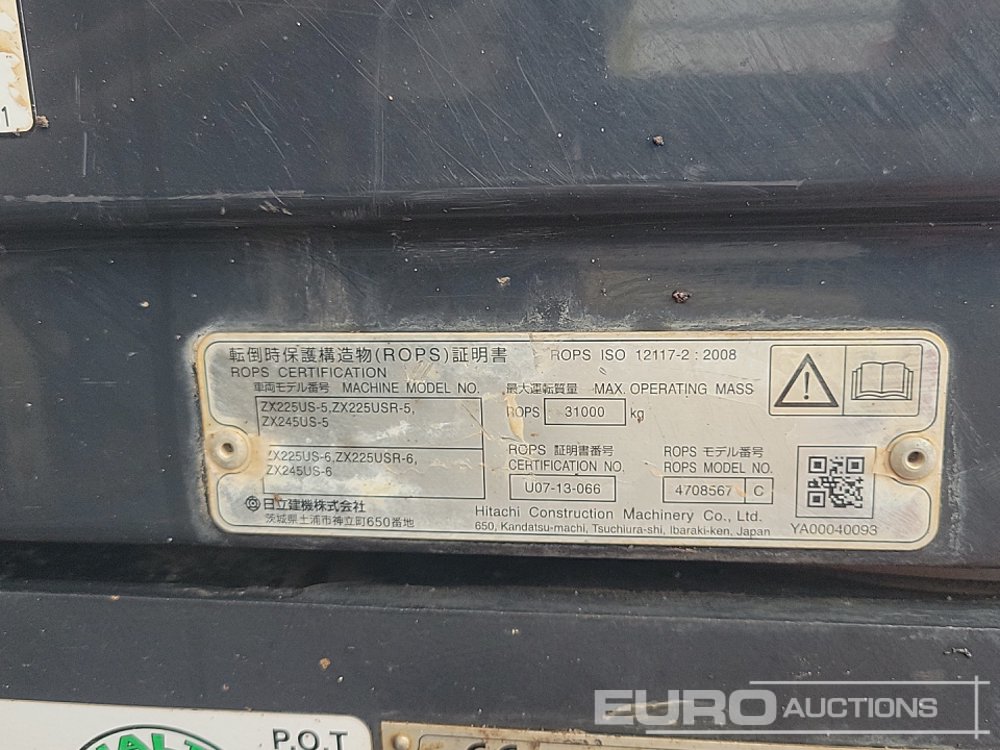 1
転倒時保護構造物(ROPS)証明書 ROPS ISO 12117-2 : 2008
ROPS CERTIFICATION
車両モデル番号 MACHINE MODEL NO. 最大運転質量 MAX. OPERATING MASS
ZX225US-5,ZX225USR-5,
ZX245US-5
ROPS 31000 kg
ZX225US-6,ZX225USR-6,
ZX245US-6
ROPS 証明書番号 ROPS モデル番号
CERTIFICATION NO. ROPS MODEL NO.
U07-13-066 4708567 C
日立建機株式会社
茨城県土浦市神立町650番地
Hitachi Construction Machinery Co., Ltd.
650, Kandatsu-machi, Tsuchiura-shi, Ibaraki-ken, Japan
YA00040093
P.O.T
EURO AUCTIONS